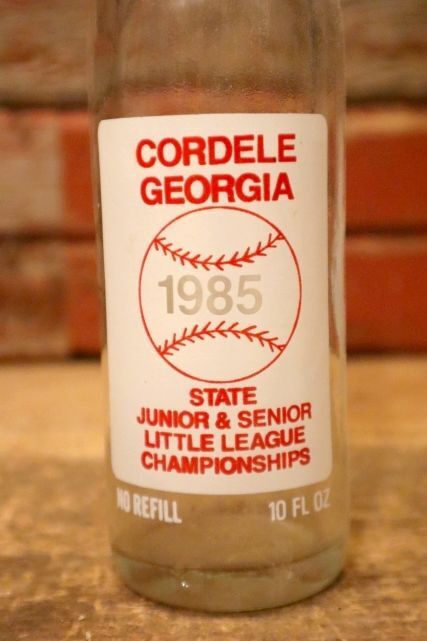 CORDELE
GEORGIA
1985
STATE
JUNIOR & SENIOR
LITTLE LEAGUE
CHAMPIONSHIPS
NO REFILL 10 FL OZ